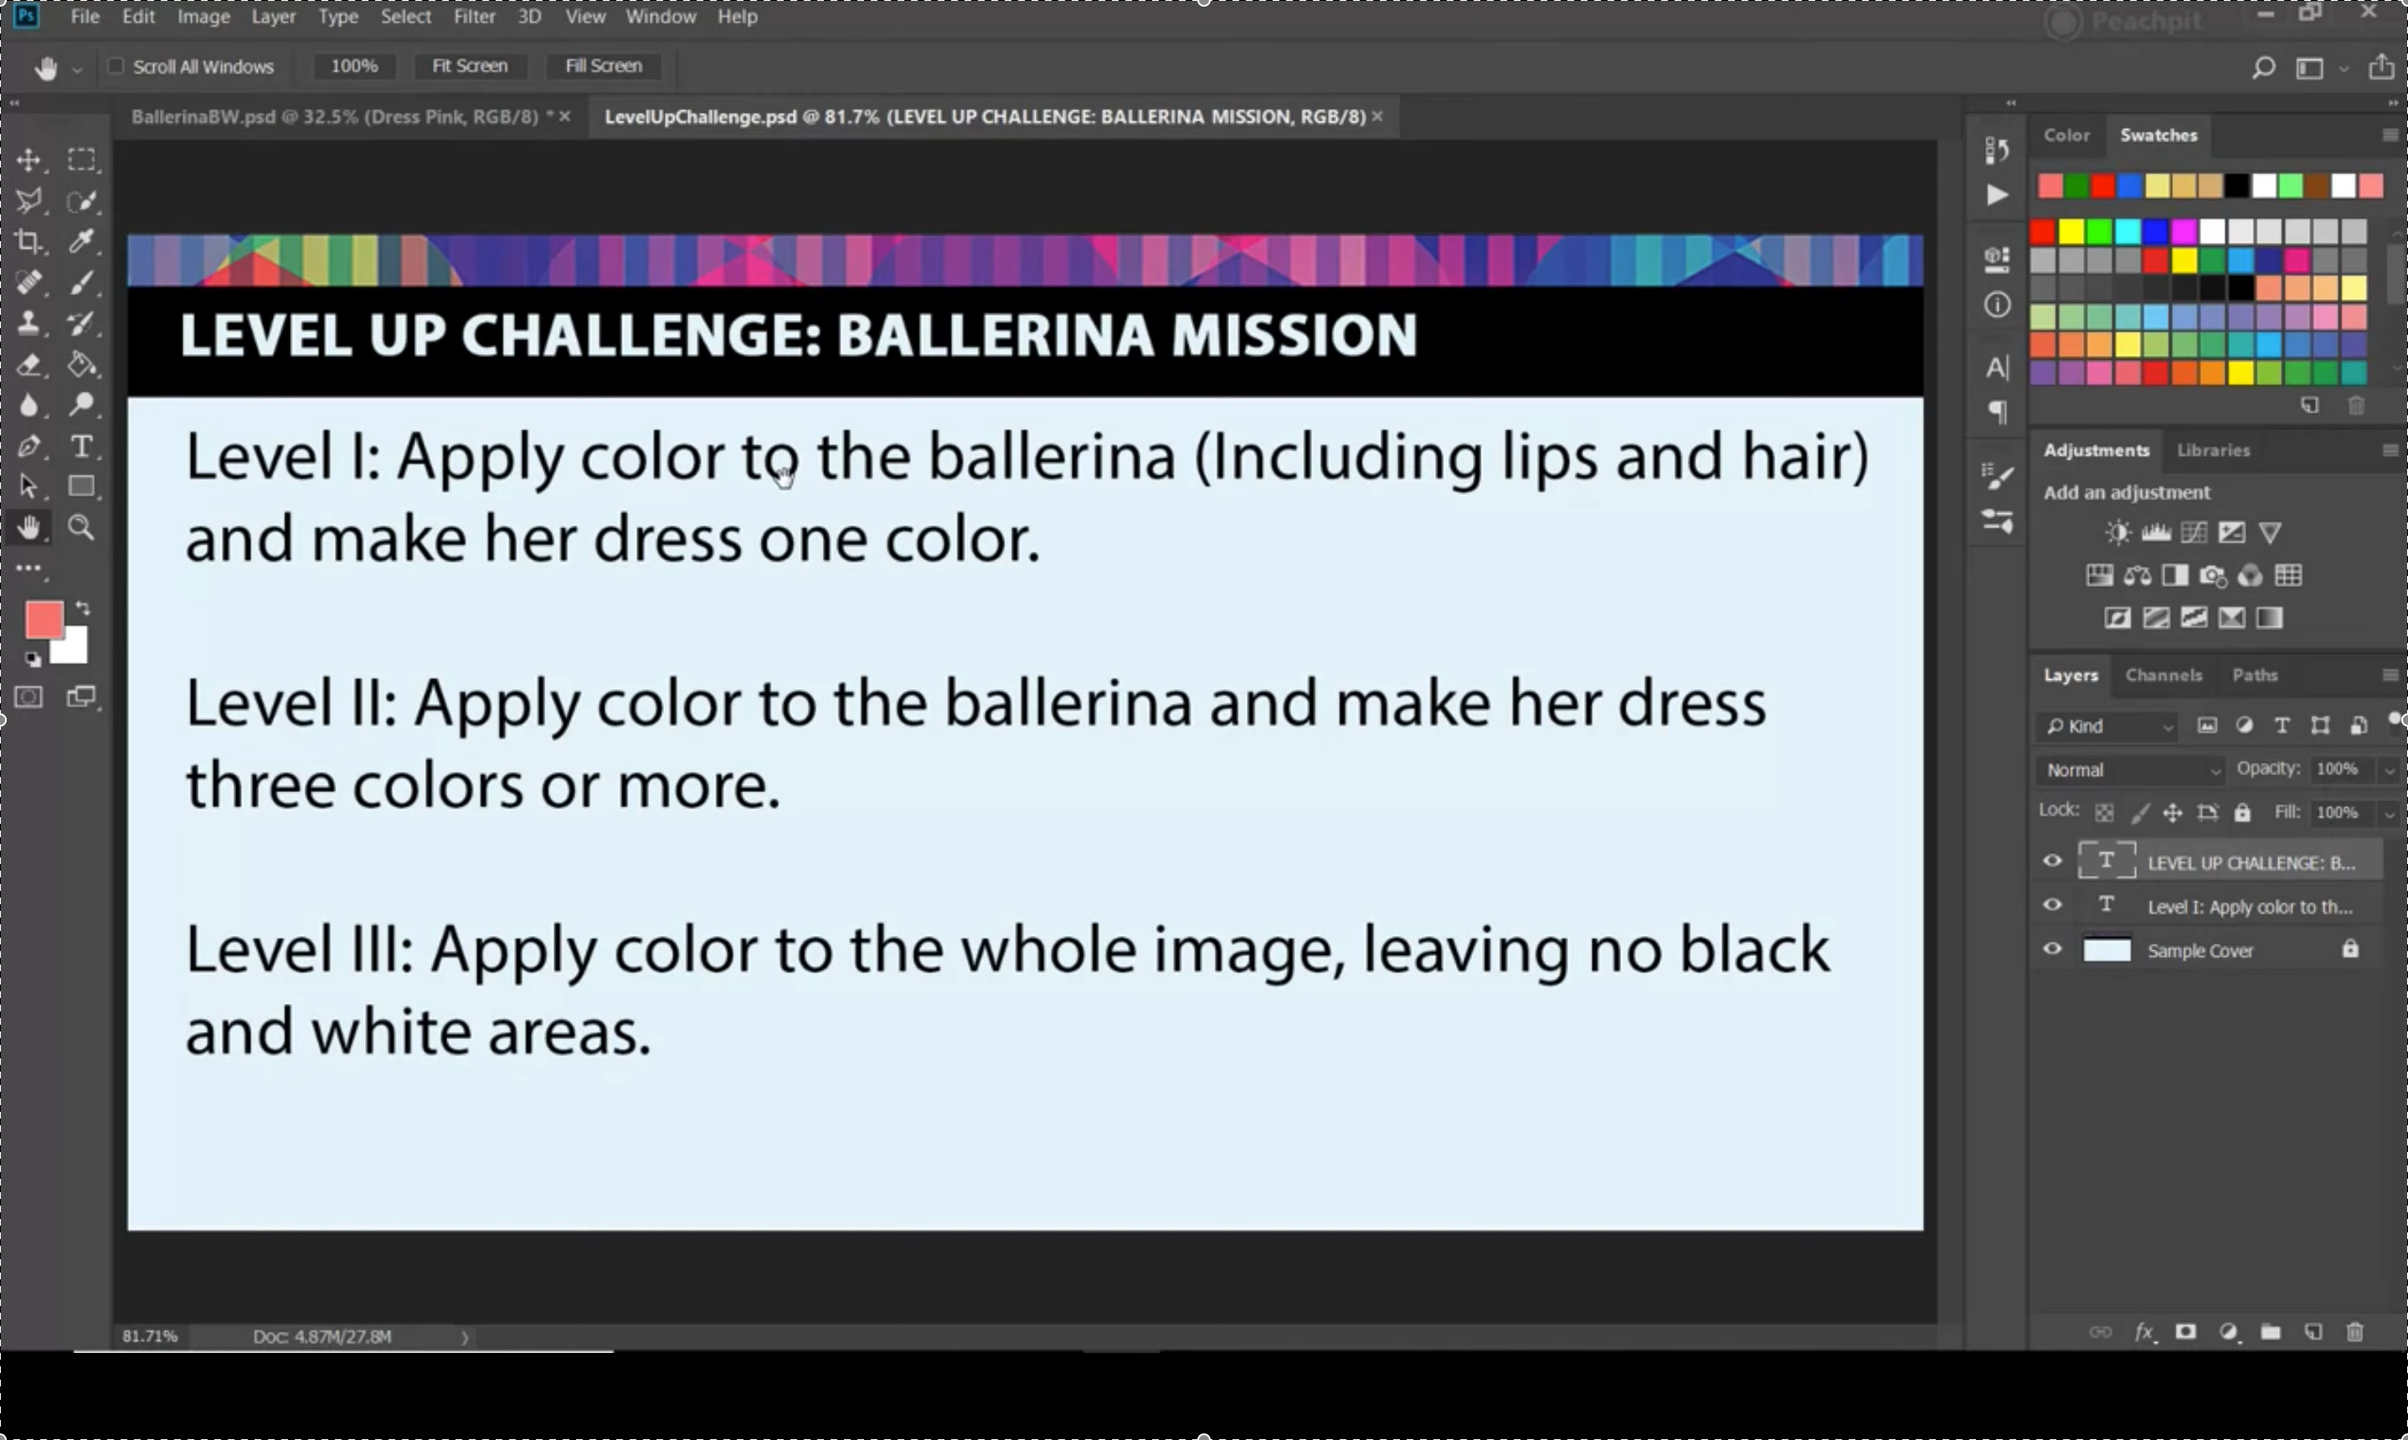 Ps File Edit Image Layer Type Select Filter 3D View Window Help
Peachpit
Scroll All Windows 100% Fit Screen Fill Screen
BallerinaBW.psd @ 32.5% (Dress Pink, RGB/8) * × LevelUpChallenge.psd @ 81.7% (LEVEL UP CHALLENGE: BALLERINA MISSION, RGB/8) ×
LEVEL UP CHALLENGE: BALLERINA MISSION
Level I: Apply color to the ballerina (Including lips and hair)
and make her dress one color.
Level II: Apply color to the ballerina and make her dress
three colors or more.
Level III: Apply color to the whole image, leaving no black
and white areas.
81.71% Doc: 4.87M/27.8M
Color Swatches
Adjustments Libraries
Add an adjustment
Layers Channels Paths
Kind
Normal Opacity: 100%
Lock: Fill: 100%
LEVEL UP CHALLENGE: B...
Level I: Apply color to th...
Sample Cover